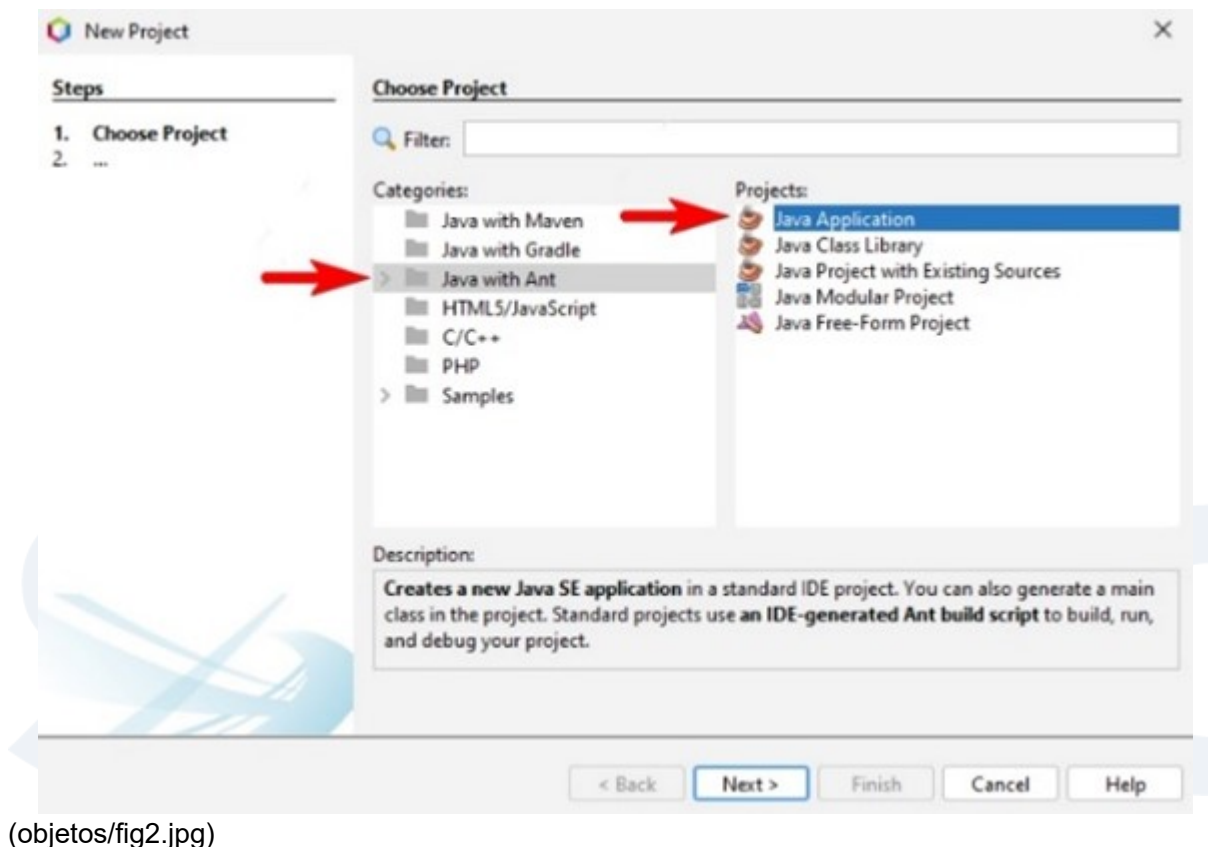 New Project
Steps
1. Choose Project
2. ...
Choose Project
Filter:
Categories:
Java with Maven
Java with Gradle
Java with Ant
HTML5/JavaScript
C/C++
PHP
Samples
Projects:
Java Application
Java Class Library
Java Project with Existing Sources
Java Modular Project
Java Free-Form Project
Description:
Creates a new Java SE application in a standard IDE project. You can also generate a main
class in the project. Standard projects use an IDE-generated Ant build script to build, run,
and debug your project.
< Back
Next >
Finish
Cancel
Help
(objetos/fig2.jpg)